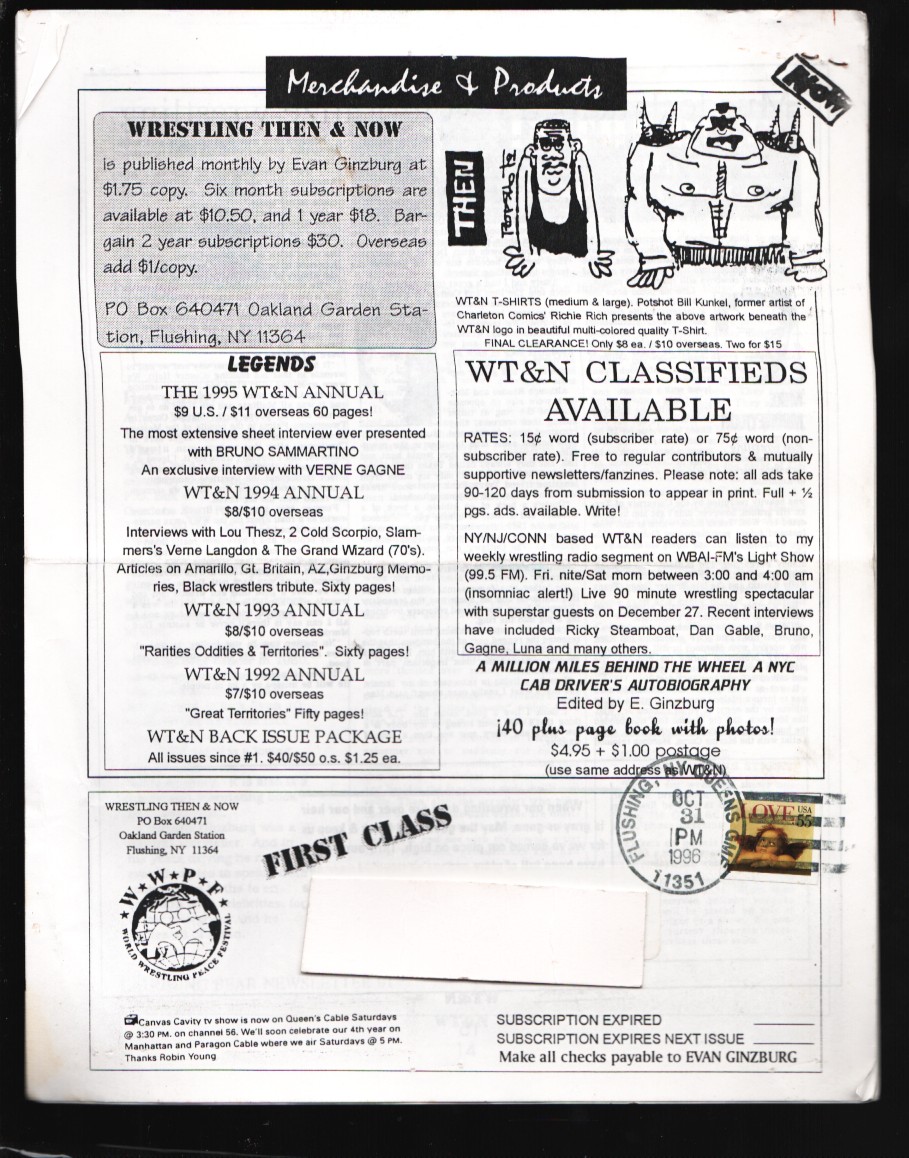 Merchandise & Products
WRESTLING THEN & NOW
is published monthly by Evan Ginzburg at
$1.75 copy. Six month subscriptions are
available at $10.50, and 1 year $18. Bar-
gain 2 year subscriptions $30. Overseas
add $1/copy.
PO Box 640471 Oakland Garden Sta-
tion, Flushing, NY 11364
THEN
NOW
WT&N T-SHIRTS (medium & large). Potshot Bill Kunkel, former artist of
Charleton Comics' Richie Rich presents the above artwork beneath the
WT&N logo in beautiful multi-colored quality T-Shirt.
FINAL CLEARANCE! Only $8 ea. / $10 overseas. Two for $15
LEGENDS
THE 1995 WT&N ANNUAL
$9 U.S. / $11 overseas 60 pages!
The most extensive sheet interview ever presented
with BRUNO SAMMARTINO
An exclusive interview with VERNE GAGNE
WT&N 1994 ANNUAL
$8/$10 overseas
Interviews with Lou Thesz, 2 Cold Scorpio, Slam-
mers's Verne Langdon & The Grand Wizard (70's).
Articles on Amarillo, Gt. Britain, AZ,Ginzburg Memo-
ries, Black wrestlers tribute. Sixty pages!
WT&N 1993 ANNUAL
$8/$10 overseas
"Rarities Oddities & Territories". Sixty pages!
WT&N 1992 ANNUAL
$7/$10 overseas
"Great Territories" Fifty pages!
WT&N BACK ISSUE PACKAGE
All issues since #1. $40/$50 o.s. $1.25 ea.
WT&N CLASSIFIEDS
AVAILABLE
RATES: 15¢ word (subscriber rate) or 75¢ word (non-
subscriber rate). Free to regular contributors & mutually
supportive newsletters/fanzines. Please note: all ads take
90-120 days from submission to appear in print. Full + ½
pgs. ads. available. Write!
NY/NJ/CONN based WT&N readers can listen to my
weekly wrestling radio segment on WBAI-FM's Light Show
(99.5 FM). Fri. nite/Sat morn between 3:00 and 4:00 am
(insomniac alert!) Live 90 minute wrestling spectacular
with superstar guests on December 27. Recent interviews
have included Ricky Steamboat, Dan Gable, Bruno,
Gagne, Luna and many others.
A MILLION MILES BEHIND THE WHEEL A NYC
CAB DRIVER'S AUTOBIOGRAPHY
Edited by E. Ginzburg
¡40 plus page book with photos!
$4.95 + $1.00 postage
(use same address as WT&N)
WRESTLING THEN & NOW
PO Box 640471
Oakland Garden Station
Flushing, NY 11364
FIRST CLASS
FLUSHING, NY QUEENS GMF
OCT
31
PM
1996
11351
LOVE USA
55
W★W★P★F
WORLD WRESTLING PEACE FESTIVAL
Canvas Cavity tv show is now on Queen's Cable Saturdays
@ 3:30 PM. on channel 56. We'll soon celebrate our 4th year on
Manhattan and Paragon Cable where we air Saturdays @ 5 PM.
Thanks Robin Young
SUBSCRIPTION EXPIRED
SUBSCRIPTION EXPIRES NEXT ISSUE
Make all checks payable to EVAN GINZBURG